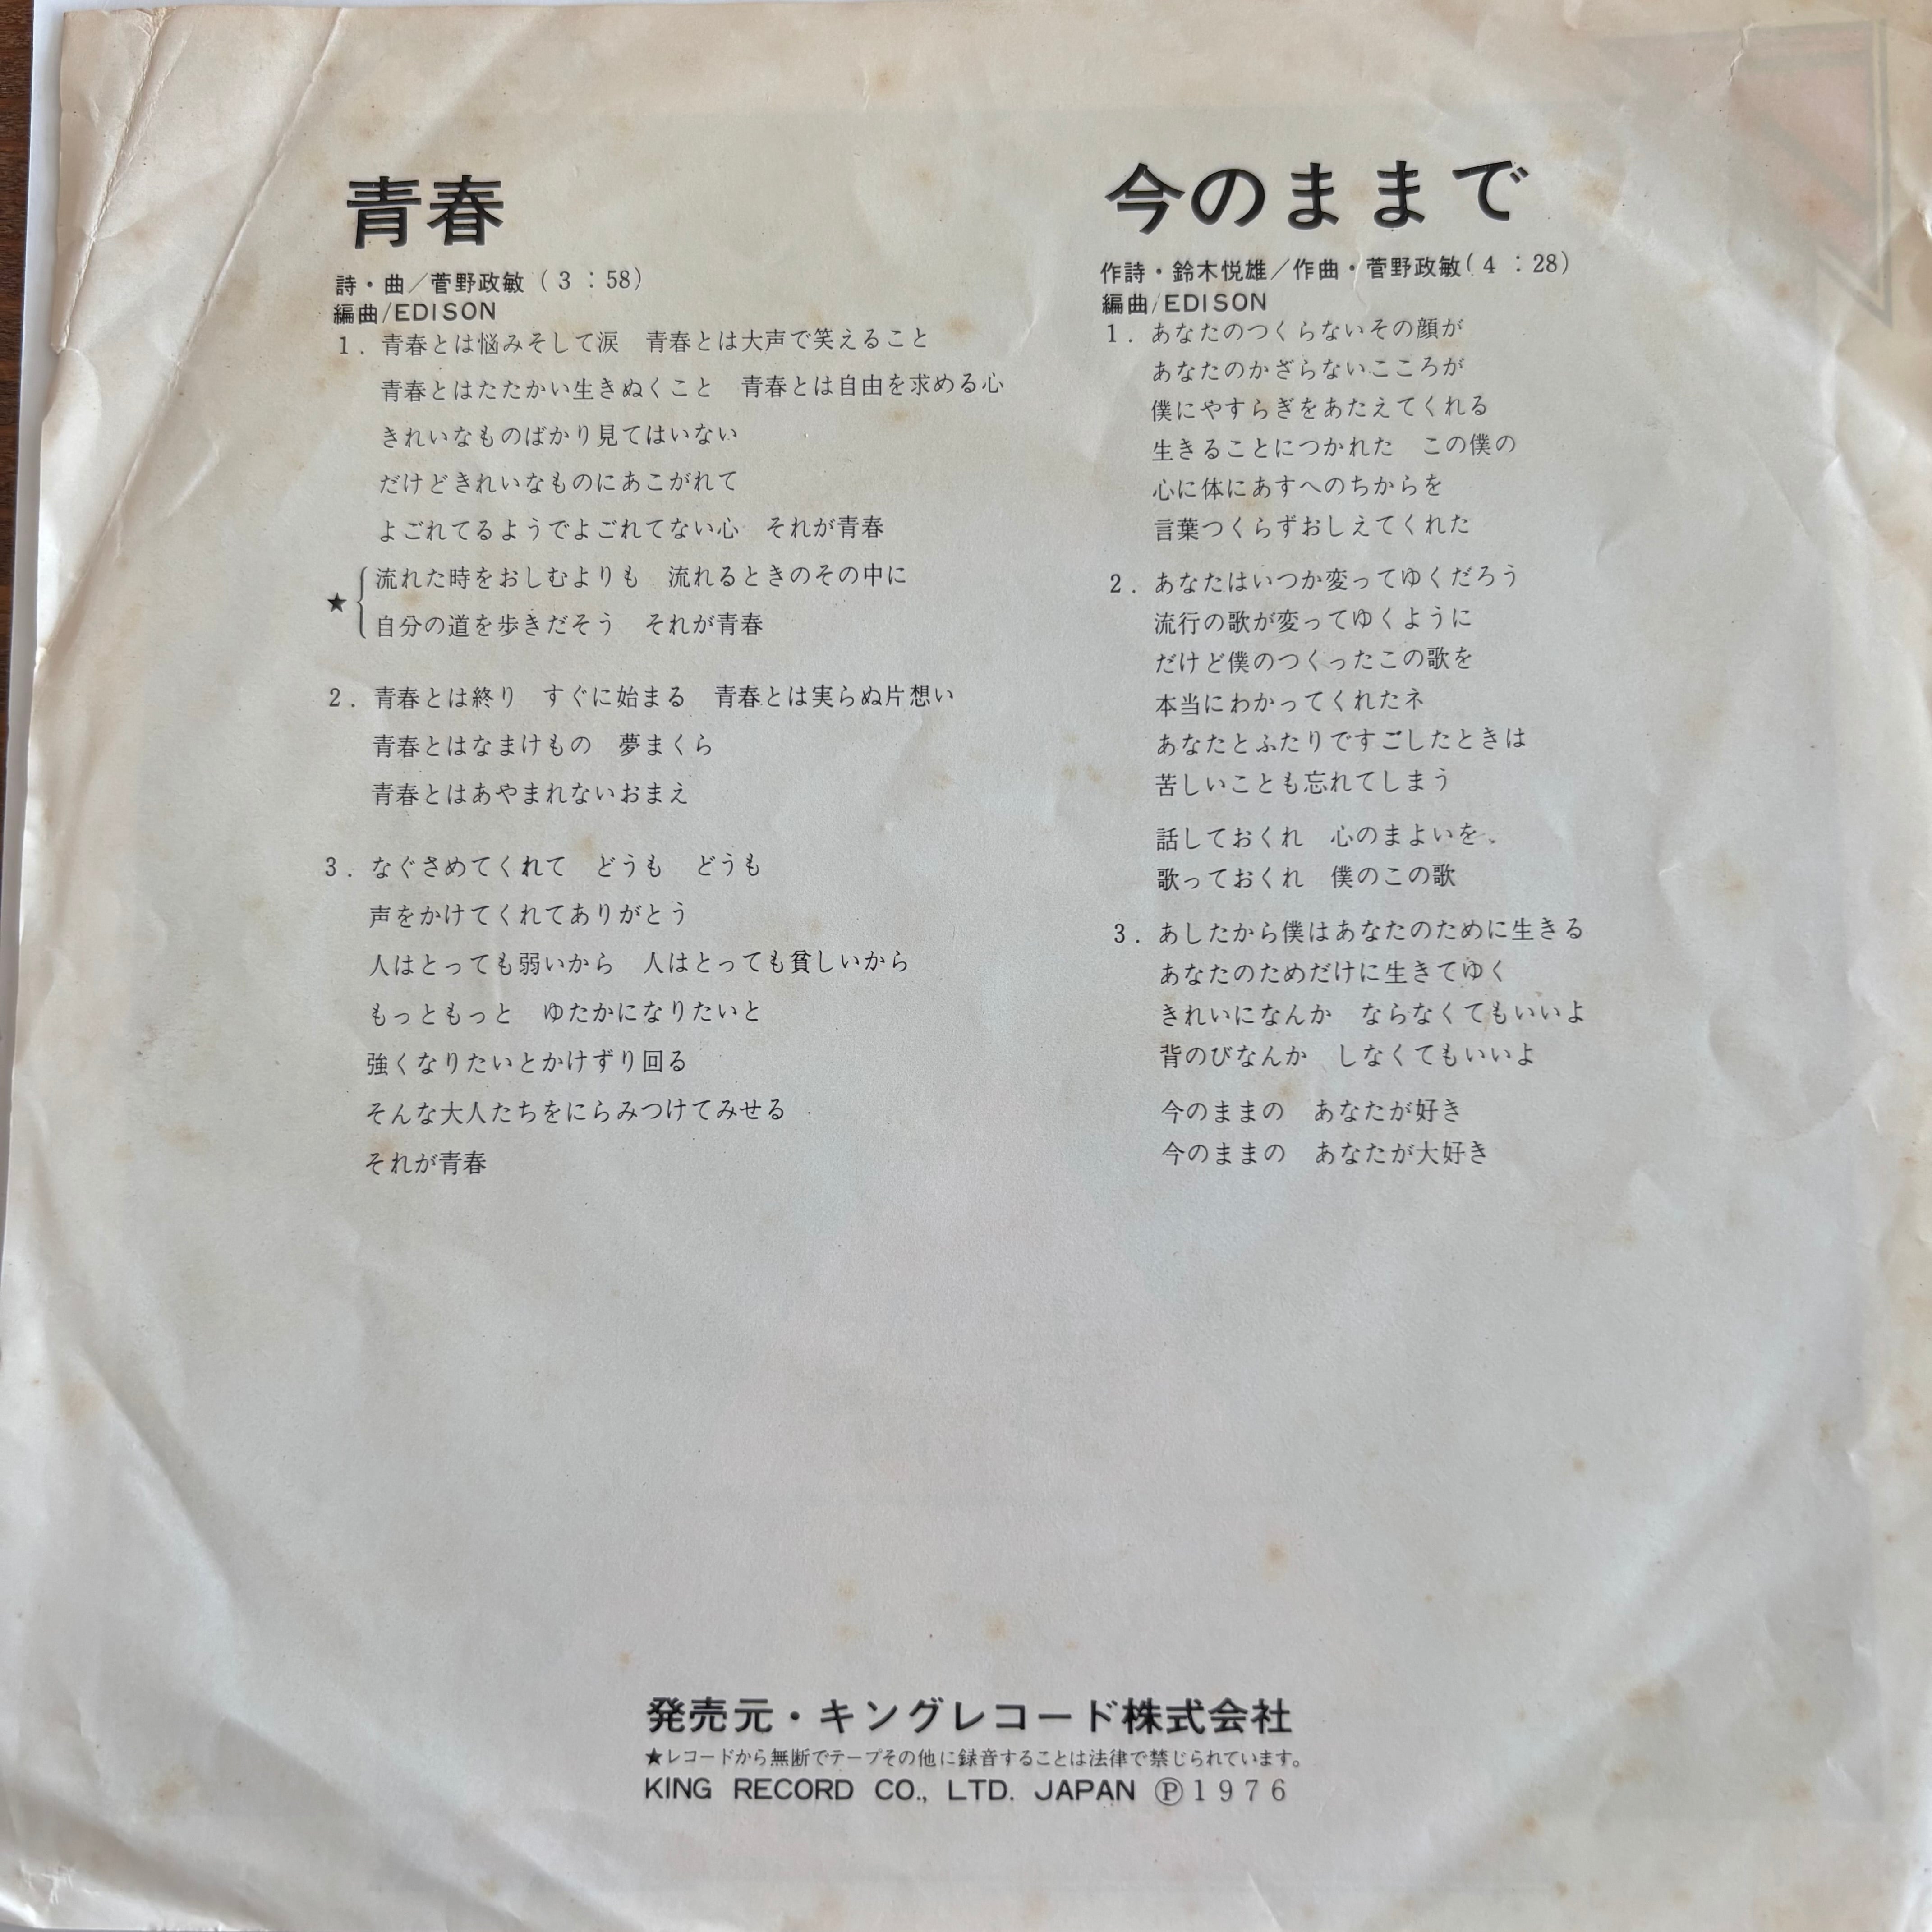 青春
詩・曲／菅野政敏（3：58）
編曲/EDISON
1．青春とは悩みそして涙　青春とは大声で笑えること
青春とはたたかい生きぬくこと　青春とは自由を求める心
きれいなものばかり見てはいない
だけどきれいなものにあこがれて
よごれてるようでよごれてない心　それが青春
★流れた時をおしむよりも　流れるときのその中に
自分の道を歩きだそう　それが青春
2．青春とは終り　すぐに始まる　青春とは実らぬ片想い
青春とはなまけもの　夢まくら
青春とはあやまれないおまえ
3．なぐさめてくれて　どうも　どうも
声をかけてくれてありがとう
人はとっても弱いから　人はとっても貧しいから
もっともっと　ゆたかになりたいと
強くなりたいとかけずり回る
そんな大人たちをにらみつけてみせる
それが青春
今のままで
作詩・鈴木悦雄／作曲・菅野政敏(4：28)
編曲/EDISON
1．あなたのつくらないその顔が
あなたのかざらないこころが
僕にやすらぎをあたえてくれる
生きることにつかれた　この僕の
心に体にあすへのちからを
言葉つくらずおしえてくれた
2．あなたはいつか変ってゆくだろう
流行の歌が変ってゆくように
だけど僕のつくったこの歌を
本当にわかってくれたネ
あなたとふたりですごしたときは
苦しいことも忘れてしまう
話しておくれ　心のまよいを
歌っておくれ　僕のこの歌
3．あしたから僕はあなたのために生きる
あなたのためだけに生きてゆく
きれいになんか　ならなくてもいいよ
背のびなんか　しなくてもいいよ
今のままの　あなたが好き
今のままの　あなたが大好き
発売元・キングレコード株式会社
★レコードから無断でテープその他に録音することは法律で禁じられています。
KING RECORD CO., LTD. JAPAN Ⓟ1976